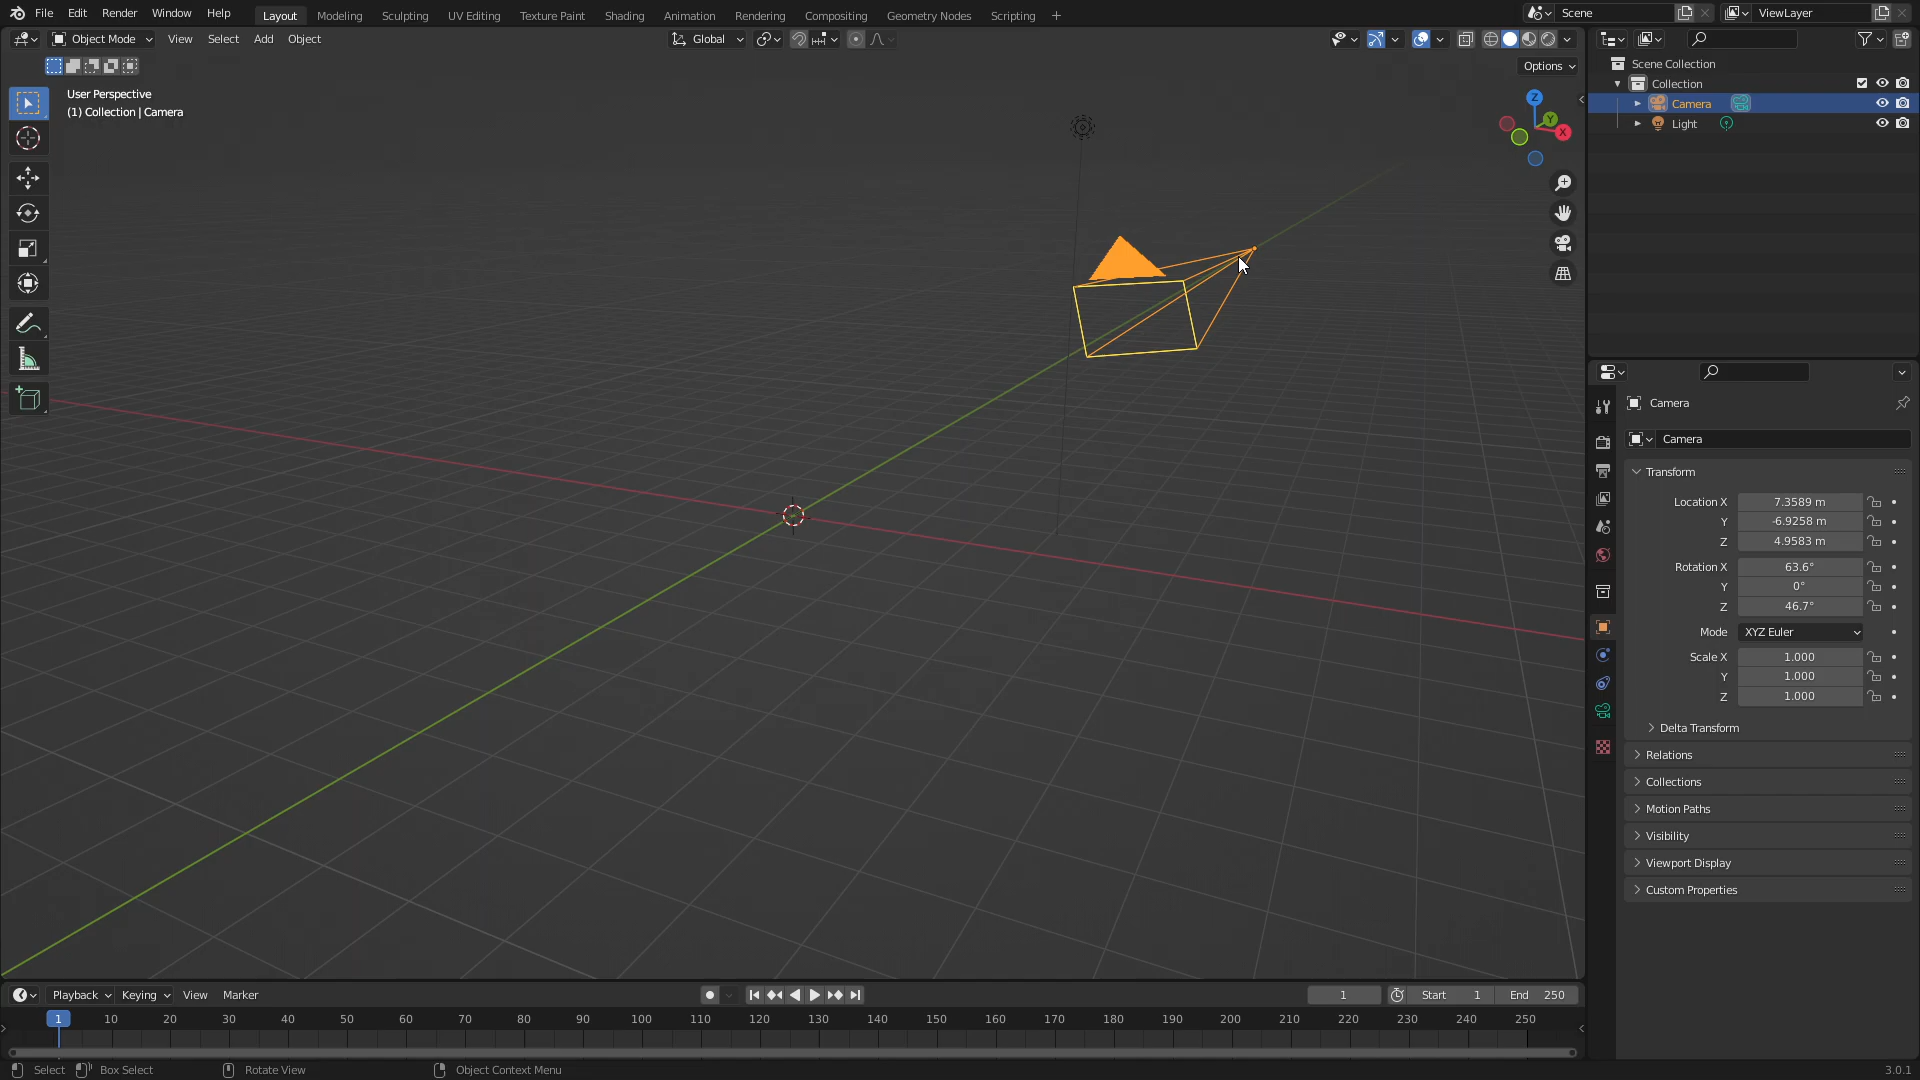 File Edit Render Window Help Layout Modeling Sculpting UV Editing Texture Paint Shading Animation Rendering Compositing Geometry Nodes Scripting + Scene ViewLayer
Object Mode View Select Add Object Global
Options
User Perspective
(1) Collection | Camera
Z
Y
X
Scene Collection
Collection
Camera
Light
Camera
Camera
Transform
Location X 7.3589 m
Y -6.9258 m
Z 4.9583 m
Rotation X 63.6°
Y 0°
Z 46.7°
Mode XYZ Euler
Scale X 1.000
Y 1.000
Z 1.000
Delta Transform
Relations
Collections
Motion Paths
Visibility
Viewport Display
Custom Properties
Playback Keying View Marker 1 Start 1 End 250
1 10 20 30 40 50 60 70 80 90 100 110 120 130 140 150 160 170 180 190 200 210 220 230 240 250
Select Box Select Rotate View Object Context Menu 3.0.1